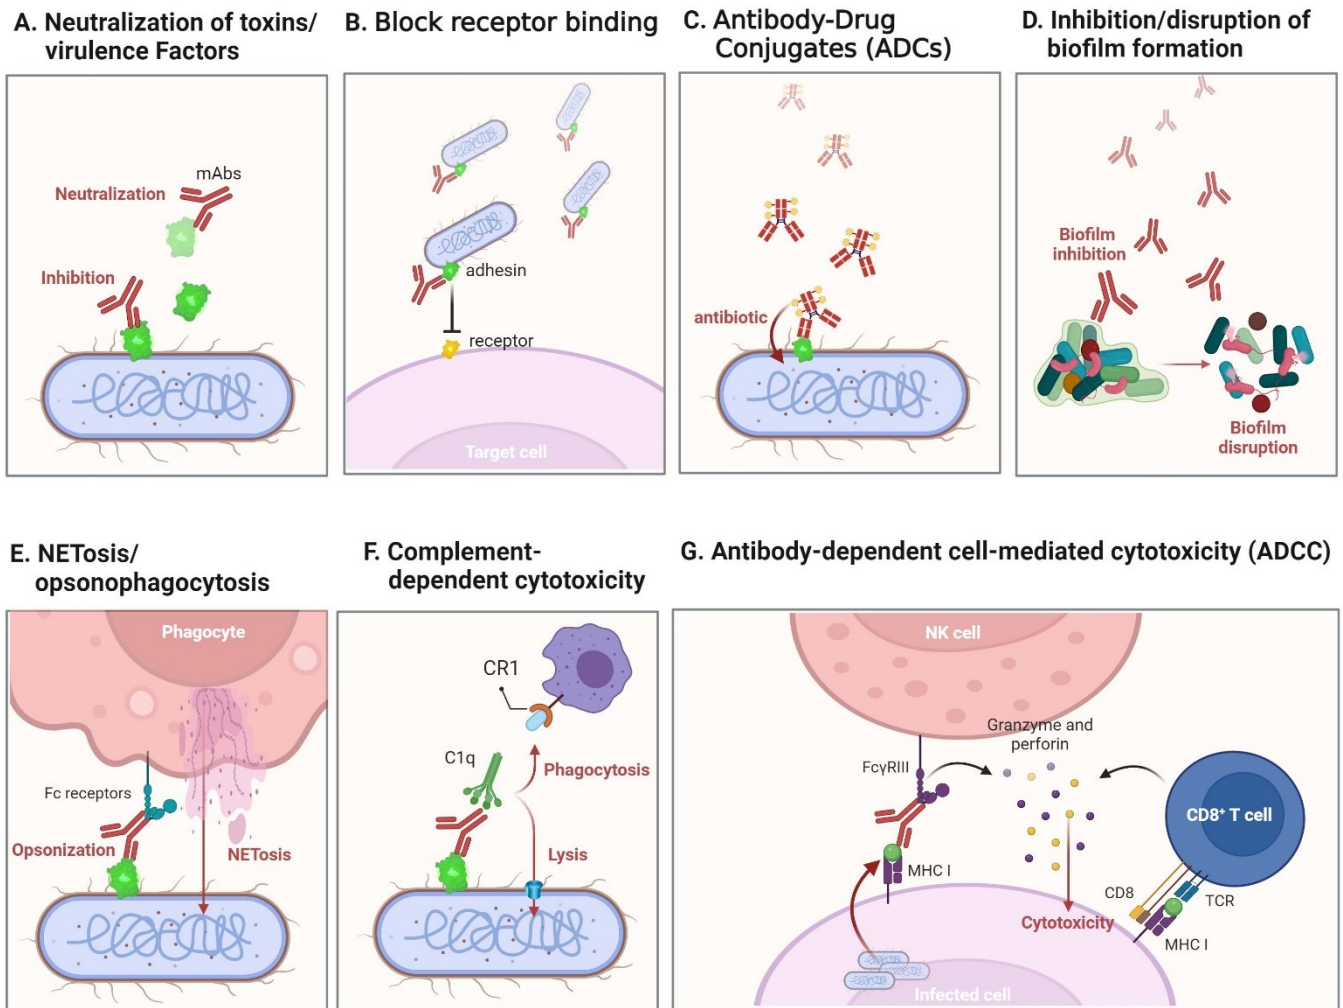 A. Neutralization of toxins/
virulence Factors
mAbs
Neutralization
Inhibition
B. Block receptor binding
adhesin
receptor
Target cell
C. Antibody-Drug
Conjugates (ADCs)
antibiotic
D. Inhibition/disruption of
biofilm formation
Biofilm
inhibition
Biofilm
disruption
E. NETosis/
opsonophagocytosis
Phagocyte
Fc receptors
Opsonization
NETosis
F. Complement-
dependent cytotoxicity
CR1
C1q
Phagocytosis
Lysis
G. Antibody-dependent cell-mediated cytotoxicity (ADCC)
NK cell
Granzyme and
perforin
FcγRIII
CD8⁺ T cell
MHC I
CD8
TCR
Cytotoxicity
MHC I
Infected cell